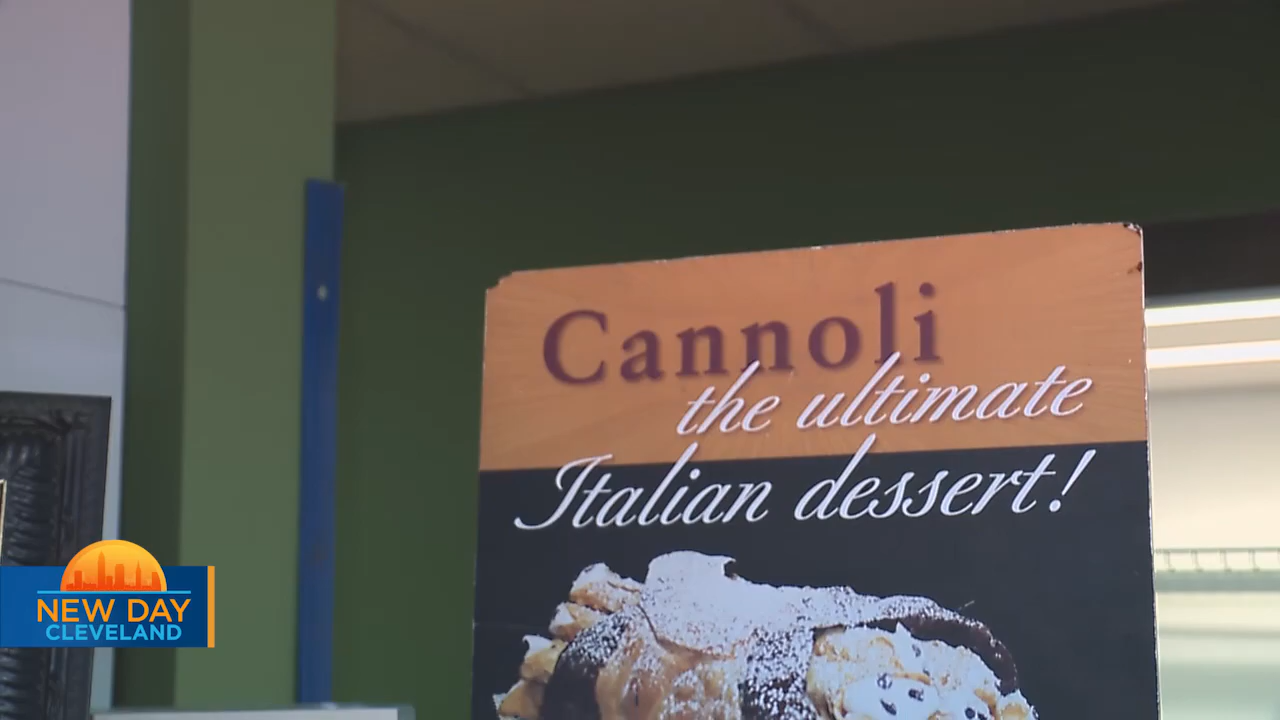 Cannoli
the ultimate
Italian dessert!
NEW DAY
CLEVELAND